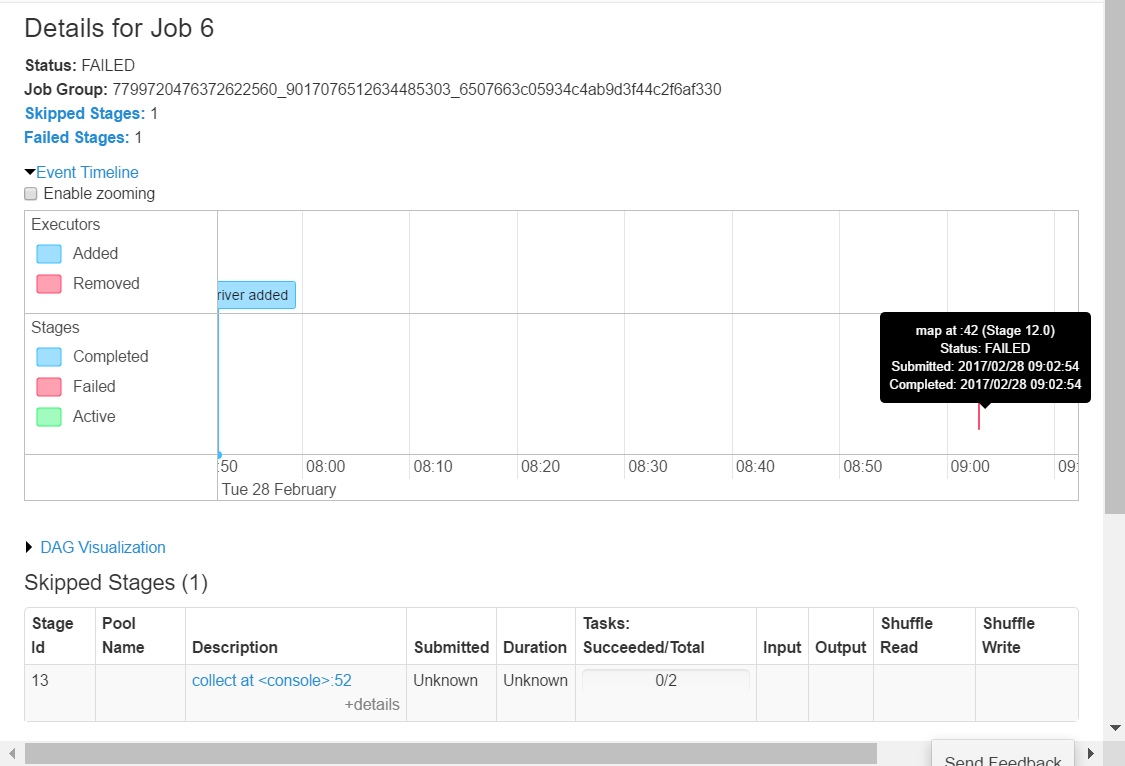 Details for Job 6
Status: FAILED
Job Group: 7799720476372622560_9017076512634485303_6507663c05934c4ab9d3f44c2f6af330
Skipped Stages: 1
Failed Stages: 1
Event Timeline
Enable zooming
Executors
Added
Removed
river added
Stages
Completed
Failed
Active
map at :42 (Stage 12.0)
Status: FAILED
Submitted: 2017/02/28 09:02:54
Completed: 2017/02/28 09:02:54
:50 08:00 08:10 08:20 08:30 08:40 08:50 09:00 09:
Tue 28 February
DAG Visualization
Skipped Stages (1)
Stage Id Pool Name Description Submitted Duration Tasks: Succeeded/Total Input Output Shuffle Read Shuffle Write
13 collect at <console>:52 Unknown Unknown 0/2
+details
Send Feedback